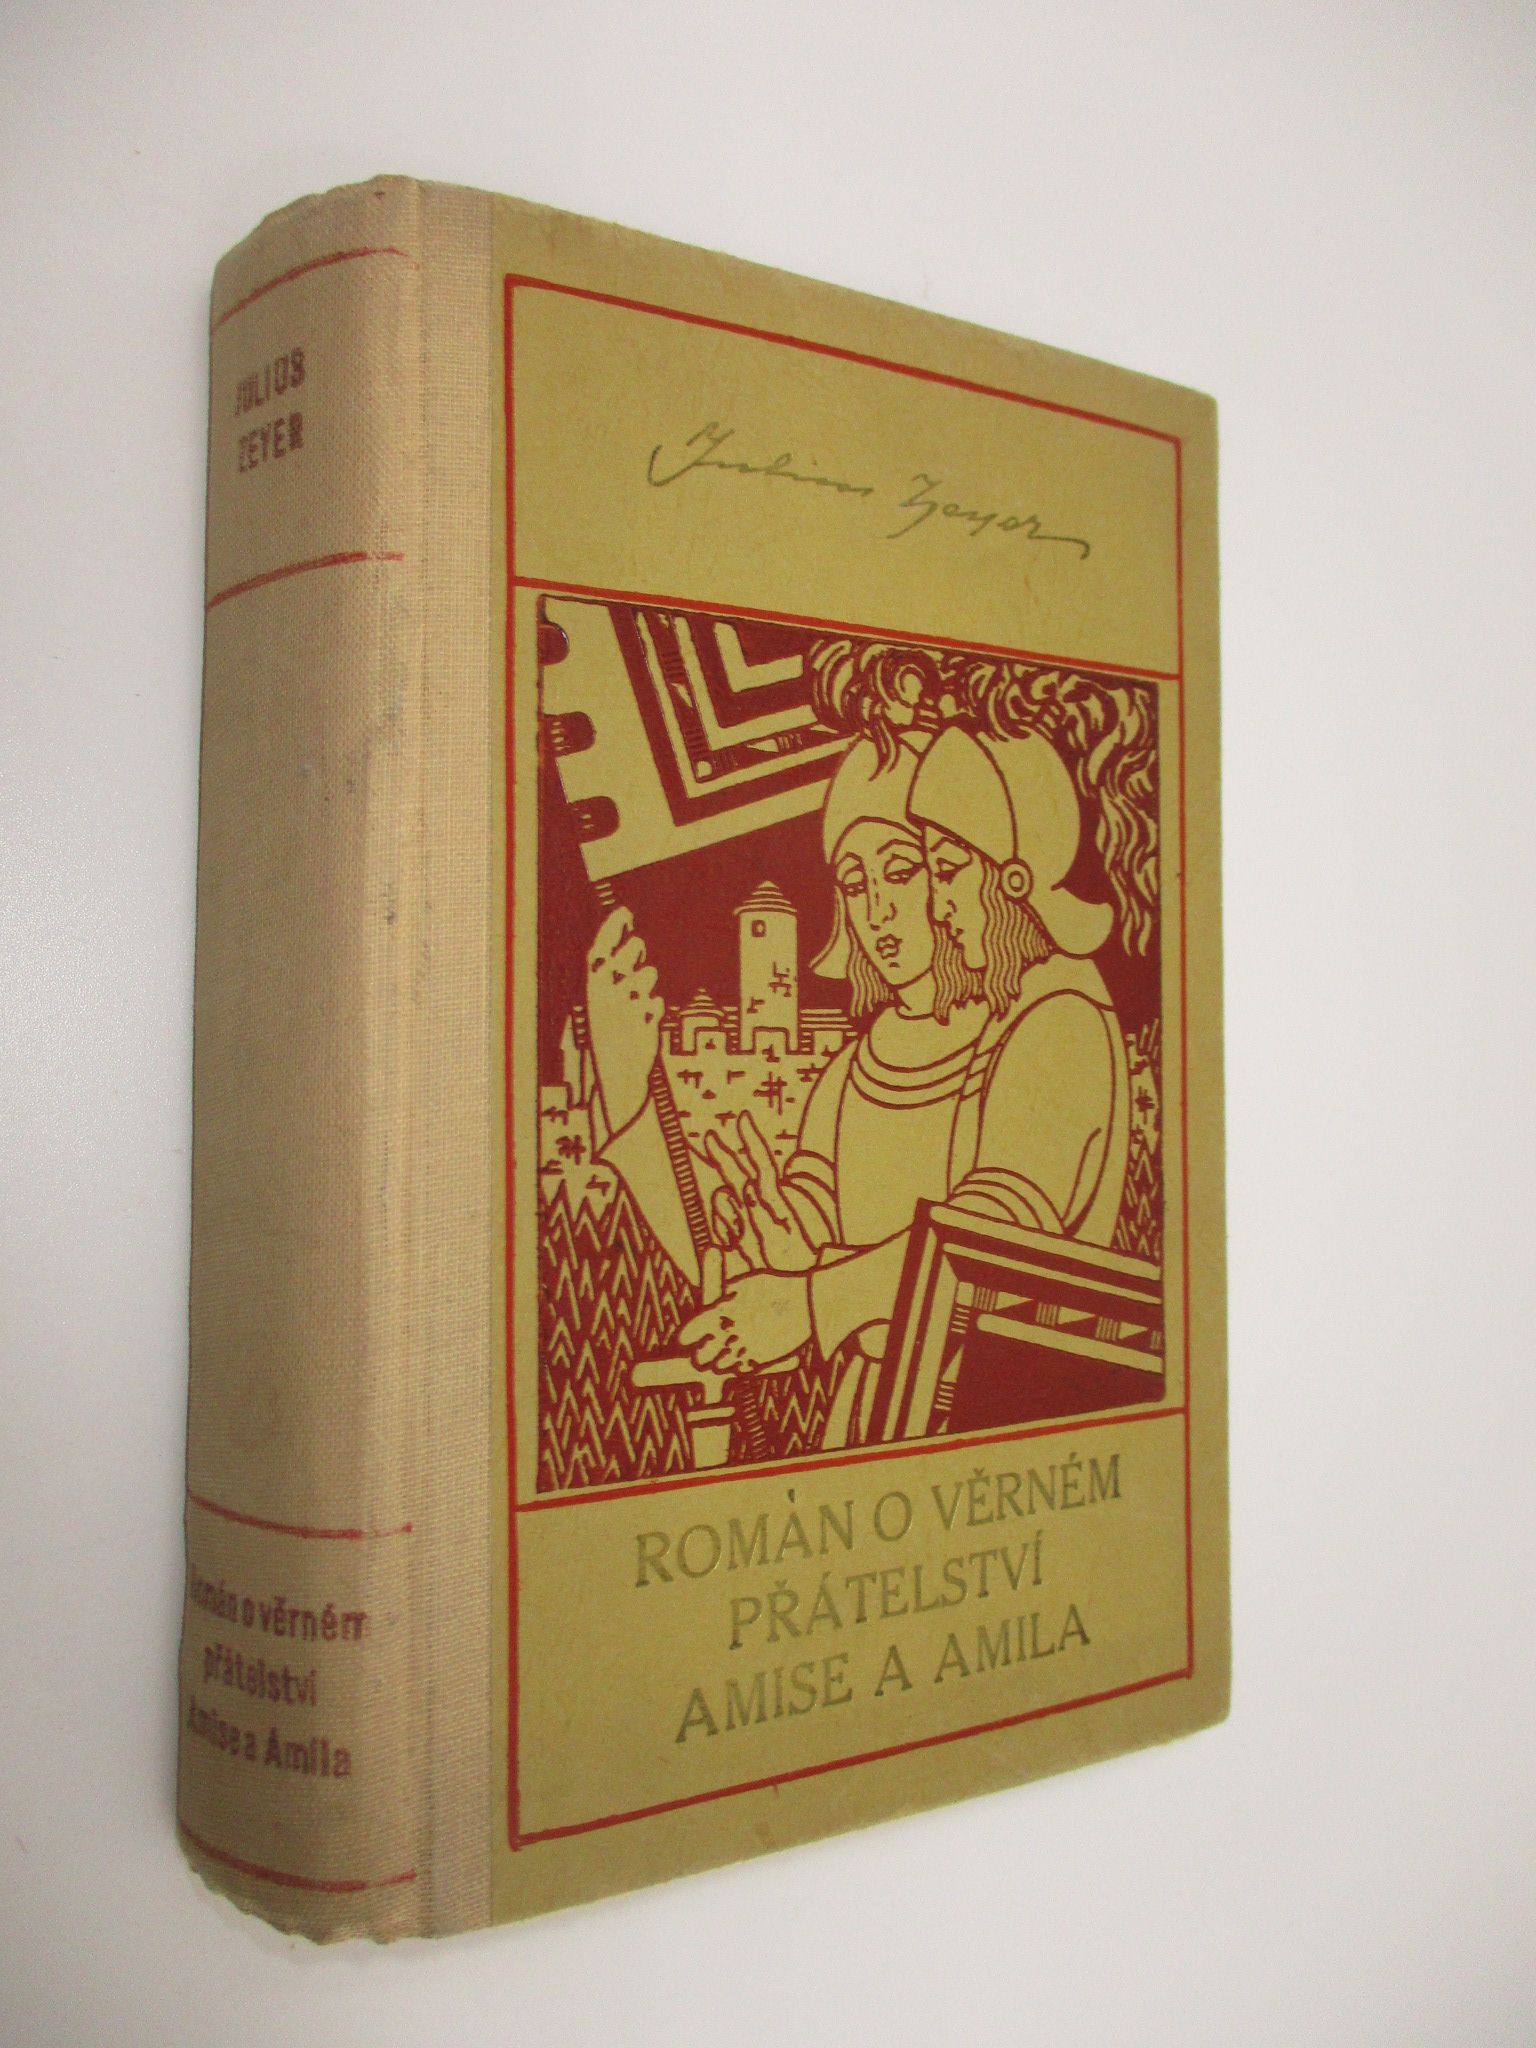 JULIUS
ZEYER
Román o věrném
přátelství
Amise a Amila
Julius Zeyer
ROMÁN O VĚRNÉM
PŘÁTELSTVÍ
AMISE A AMILA